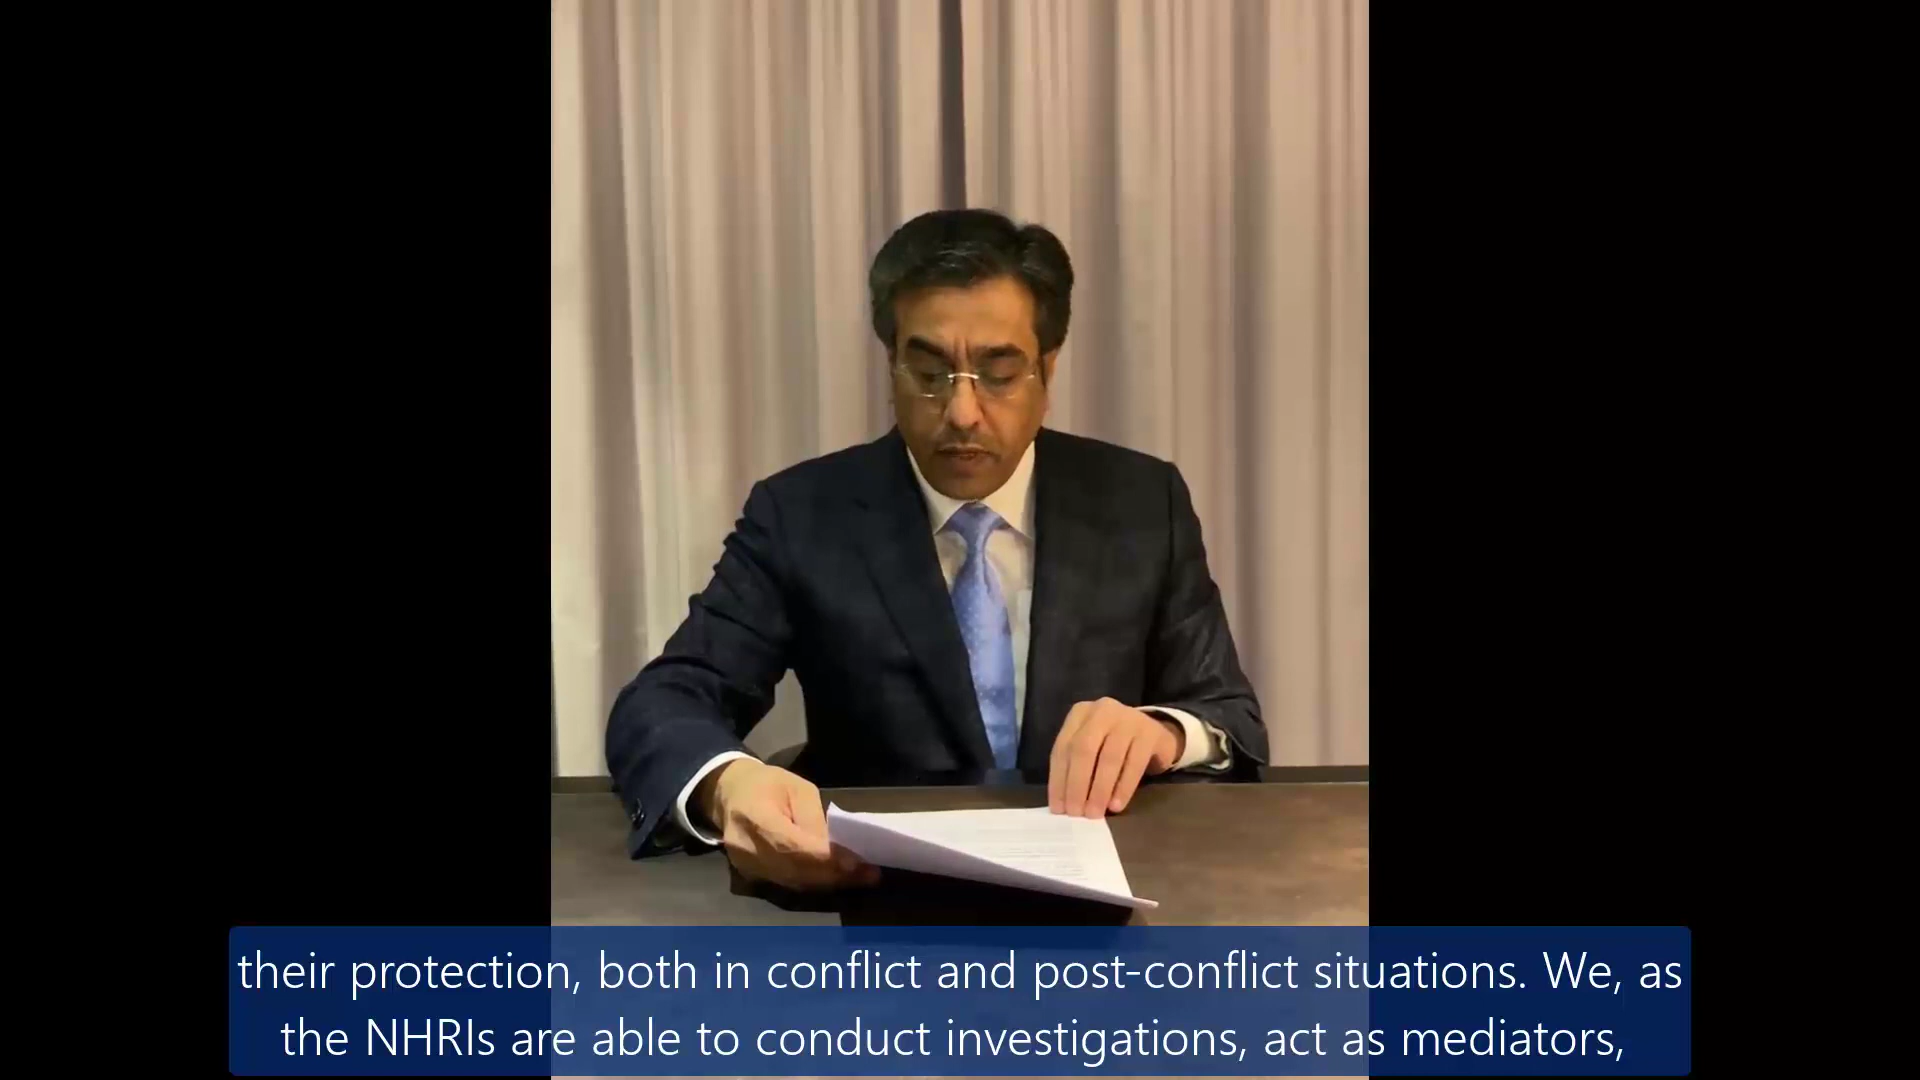 their protection, both in conflict and post-conflict situations. We, as
the NHRIs are able to conduct investigations, act as mediators,